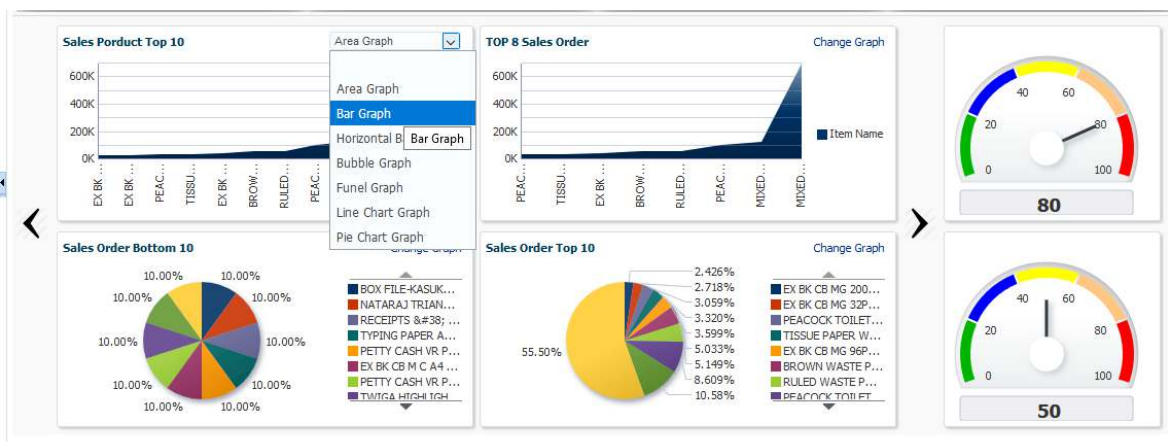 Sales Porduct Top 10
Area Graph
600K
400K
200K
0K
EX BK ...
EX BK ...
PEAC...
TISSU...
EX BK ...
BROW...
RULED...
PEAC...
Area Graph
Bar Graph
Horizontal B
Bar Graph
Bubble Graph
Funel Graph
Line Chart Graph
Pie Chart Graph
TOP 8 Sales Order
Change Graph
600K
400K
200K
0K
PEAC...
TISSU...
EX BK ...
BROW...
RULED...
PEAC...
MIXED...
MIXED...
Item Name
0
20
40
60
80
100
80
Sales Order Bottom 10
Change Graph
10.00%
10.00%
10.00%
10.00%
10.00%
10.00%
10.00%
10.00%
10.00%
10.00%
BOX FILE-KASUK...
NATARAJ TRIAN...
RECEIPTS &#38; ...
TYPING PAPER A...
PETTY CASH VR P...
EX BK CB M C A4 ...
PETTY CASH VR P...
TWIGA HIGHLIGH
Sales Order Top 10
Change Graph
2.426%
2.718%
3.059%
3.320%
3.599%
5.033%
5.149%
8.609%
10.58%
55.50%
EX BK CB MG 200...
EX BK CB MG 32P...
PEACOCK TOILET...
TISSUE PAPER W...
EX BK CB MG 96P...
BROWN WASTE P...
RULED WASTE P...
PEACOCK TOILET
0
20
40
60
80
100
50